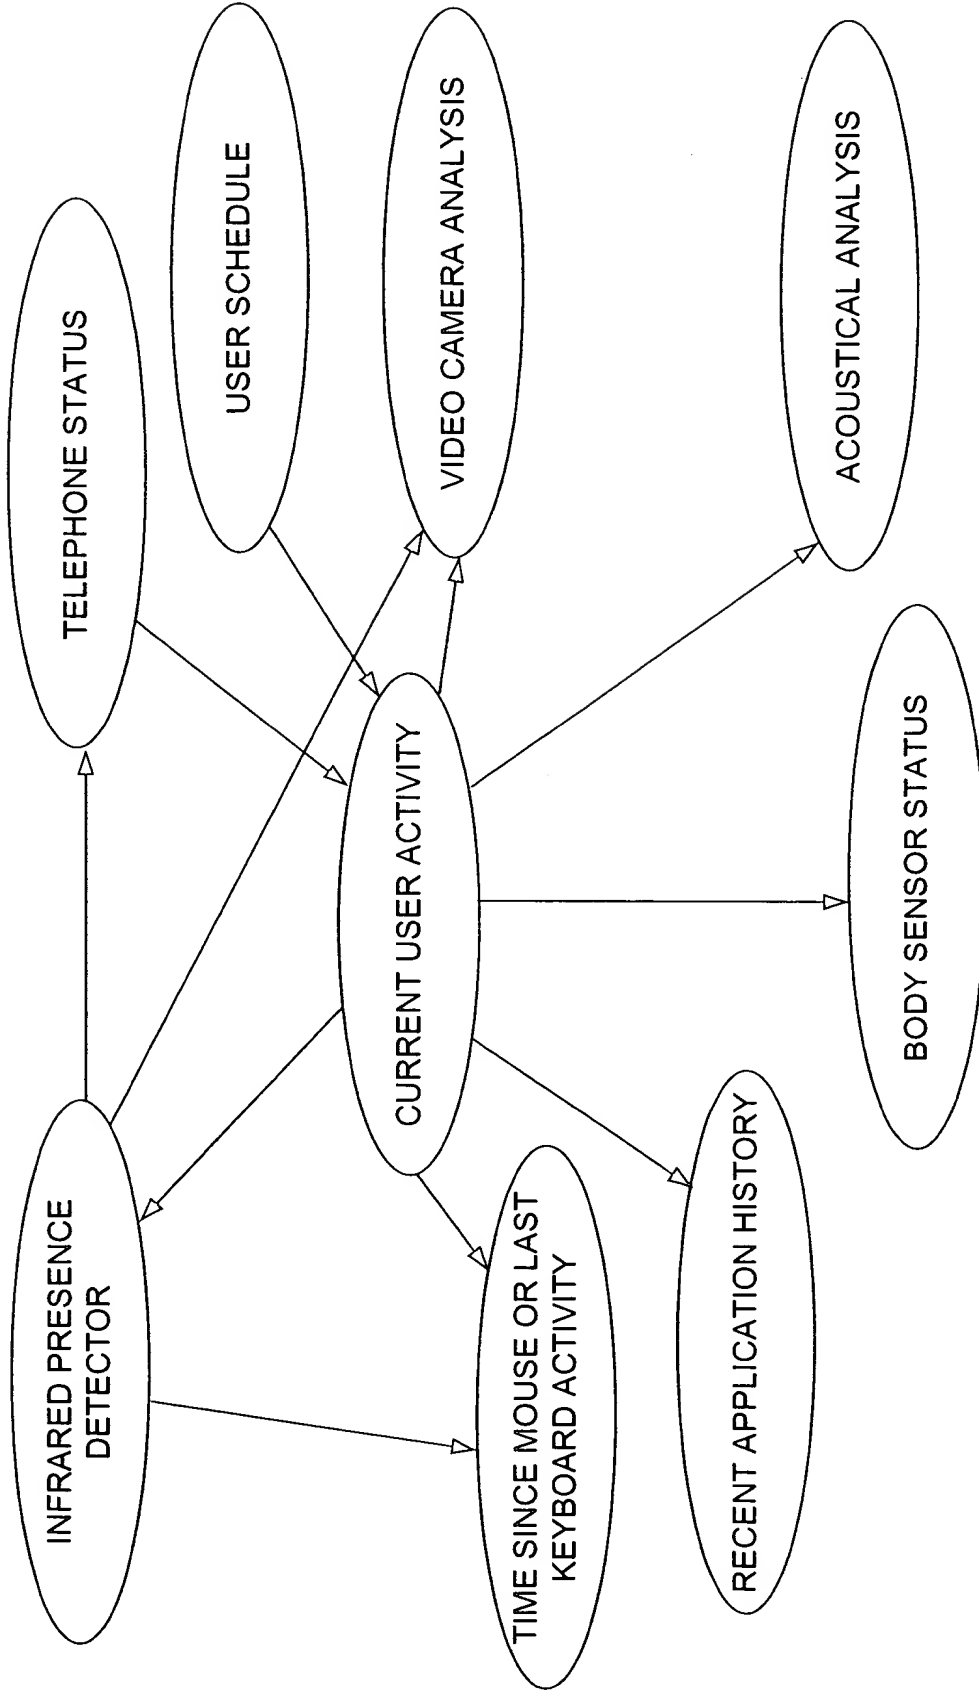 INFRARED PRESENCE
DETECTOR
TELEPHONE STATUS
USER SCHEDULE
CURRENT USER ACTIVITY
VIDEO CAMERA ANALYSIS
TIME SINCE MOUSE OR LAST
KEYBOARD ACTIVITY
RECENT APPLICATION HISTORY
BODY SENSOR STATUS
ACOUSTICAL ANALYSIS